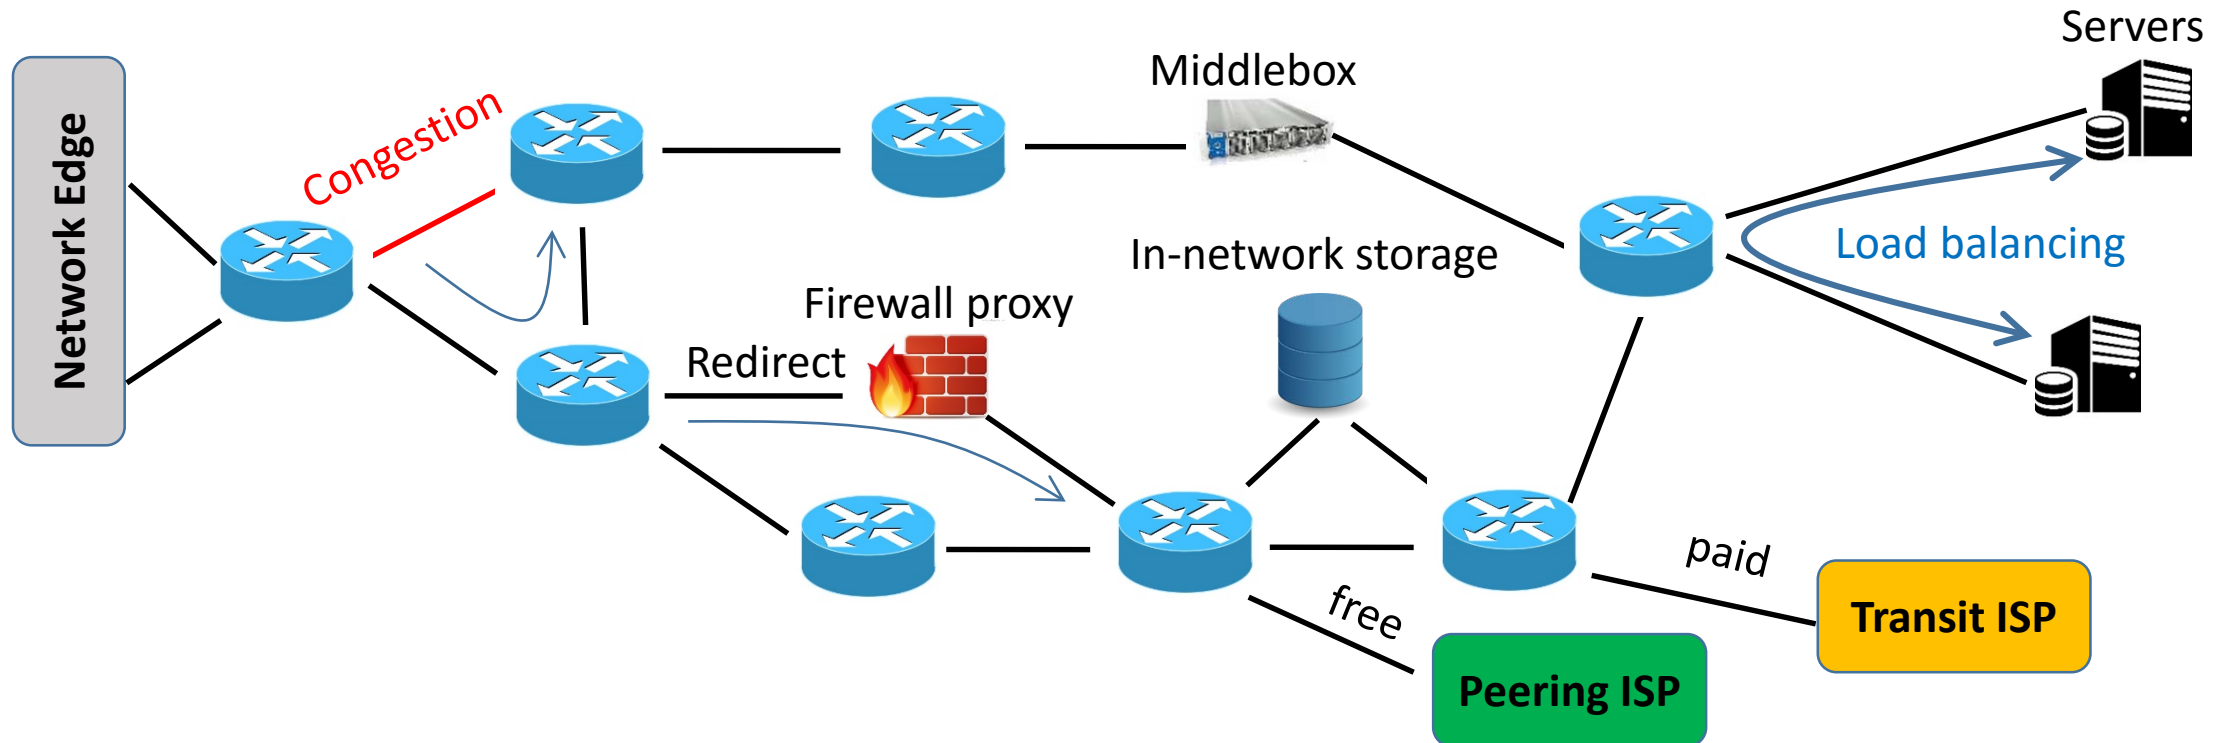 Servers
Middlebox
Congestion
Network Edge
Load balancing
In-network storage
Firewall proxy
Redirect
paid
free
Transit ISP
Peering ISP